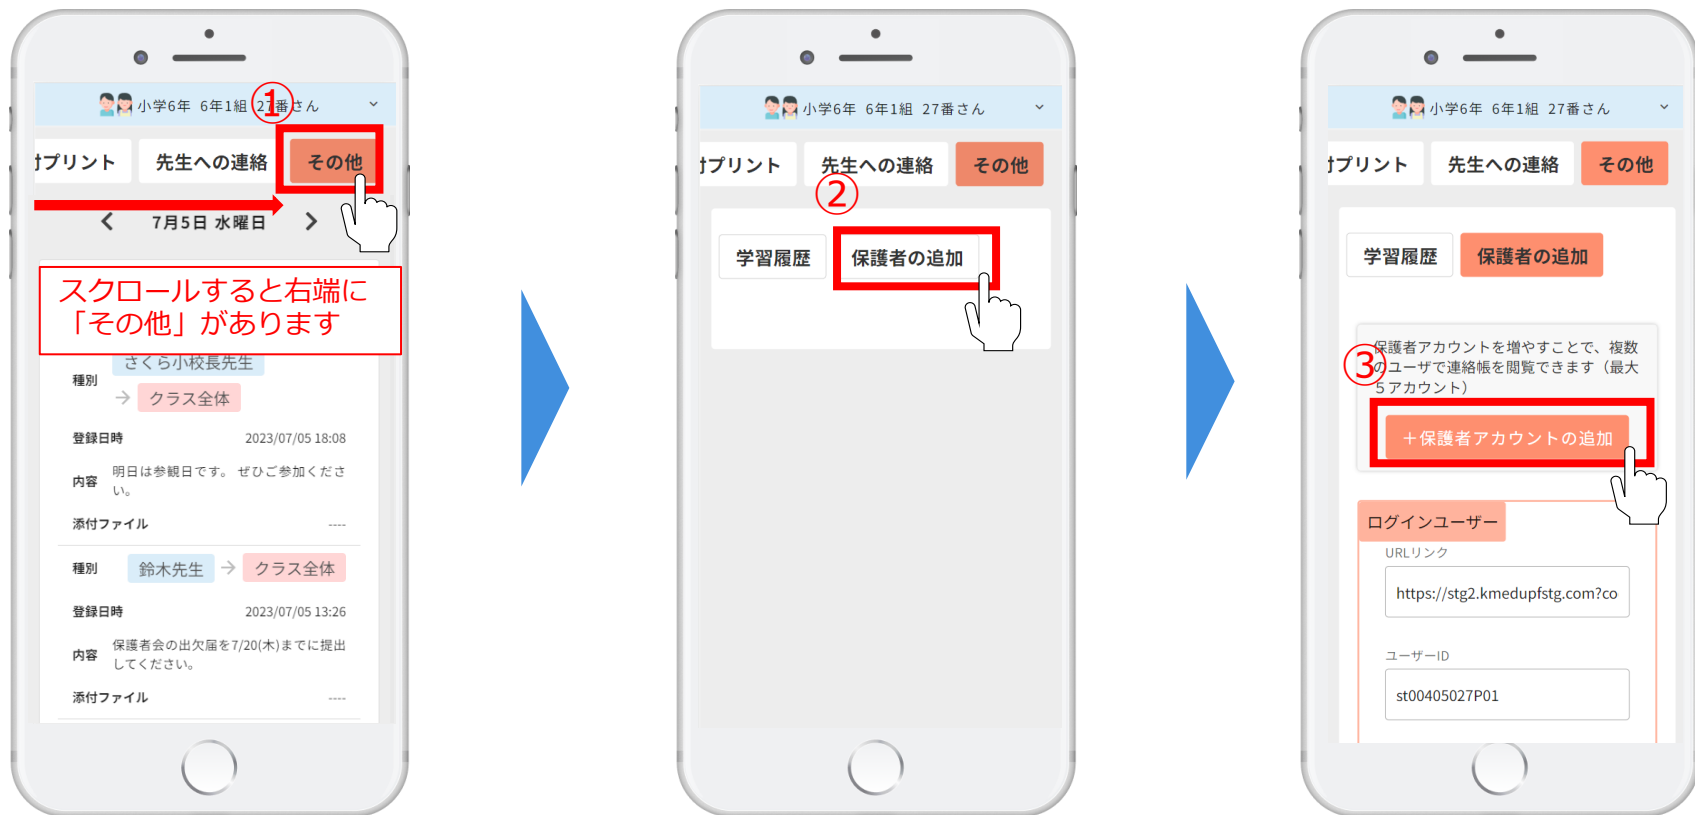 小学6年 6年1組 27番さん
①
付プリント 先生への連絡 その他
7月5日 水曜日
スクロールすると右端に
「その他」があります
さくら小校長先生
種別
→ クラス全体
登録日時 2023/07/05 18:08
内容 明日は参観日です。 ぜひご参加くださ
い。
添付ファイル ----
種別 鈴木先生 → クラス全体
登録日時 2023/07/05 13:26
内容 保護者会の出欠届を7/20(木)までに提出
してください。
添付ファイル ----
小学6年 6年1組 27番さん
付プリント 先生への連絡 その他
②
学習履歴 保護者の追加
小学6年 6年1組 27番さん
付プリント 先生への連絡 その他
学習履歴 保護者の追加
保護者アカウントを増やすことで、複数
のユーザで連絡帳を閲覧できます（最大
５アカウント）
③
＋保護者アカウントの追加
ログインユーザー
URLリンク
https://stg2.kmedupfstg.com?co
ユーザーID
st00405027P01